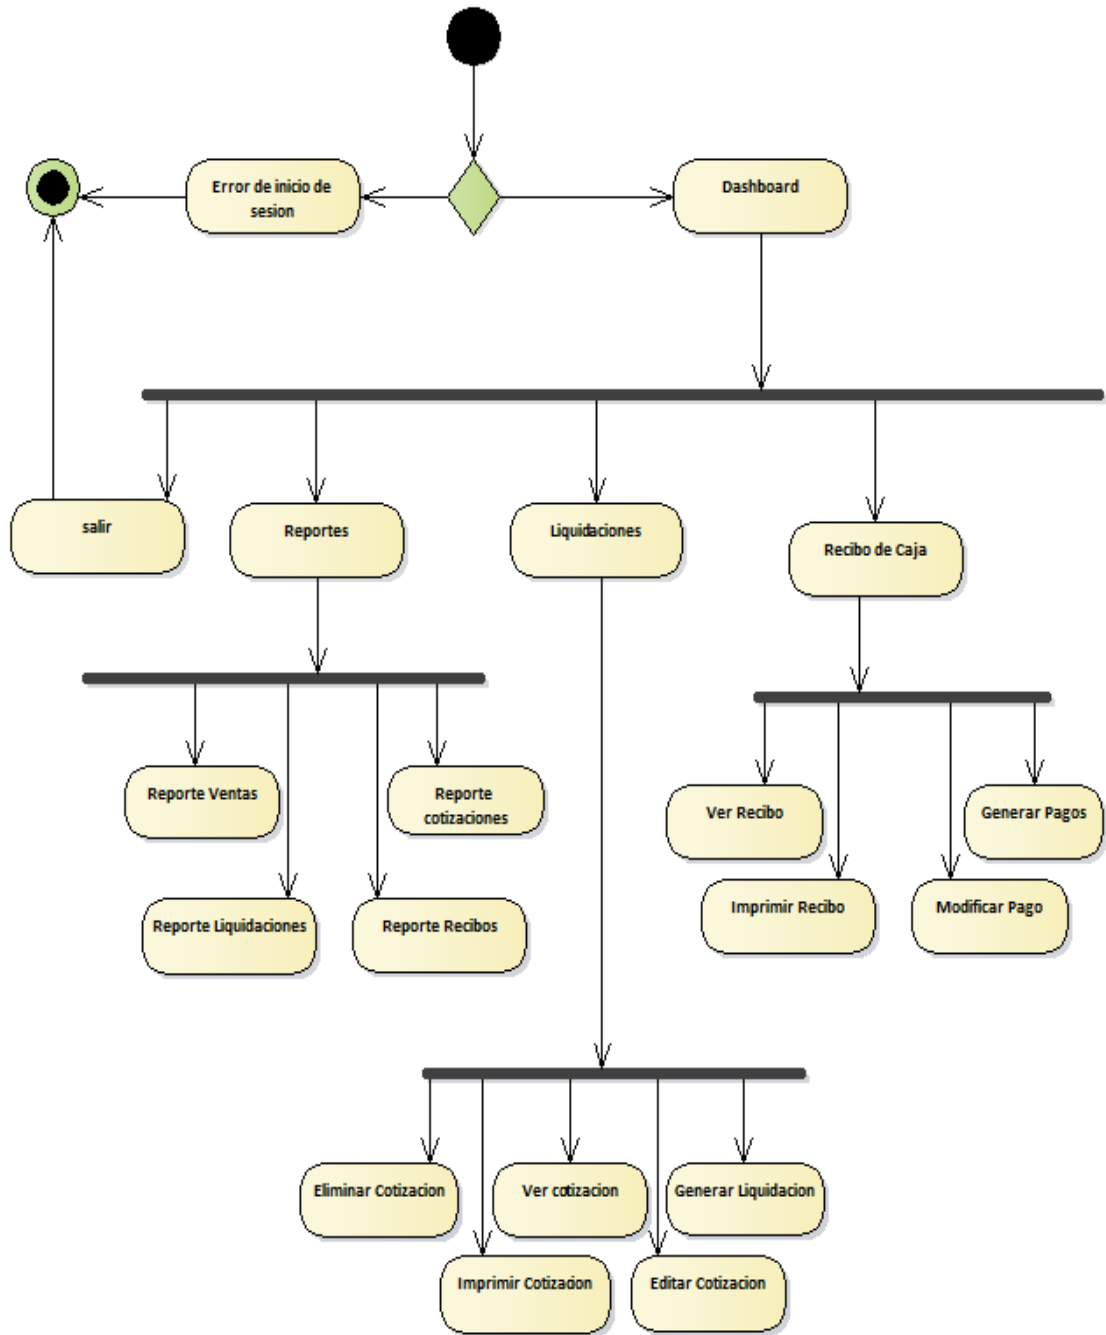 Error de inicio de
sesion
Dashboard
salir
Reportes
Liquidaciones
Recibo de Caja
Reporte Ventas
Reporte
cotizaciones
Ver Recibo
Generar Pagos
Reporte Liquidaciones
Reporte Recibos
Imprimir Recibo
Modificar Pago
Eliminar Cotizacion
Ver cotizacion
Generar Liquidacion
Imprimir Cotizacion
Editar Cotizacion